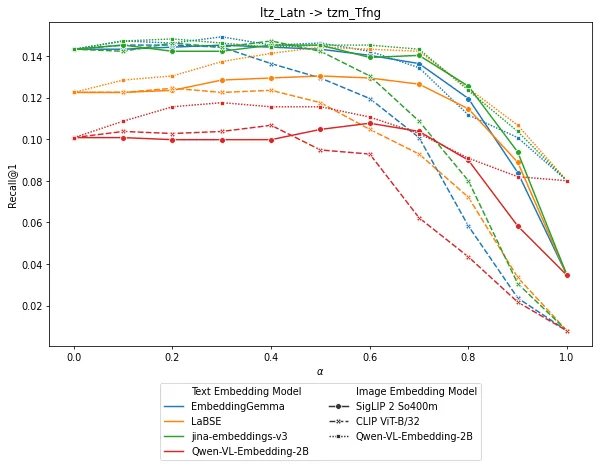 ltz_Latn -> tzm_Tfng
Recall@1
0.14
0.12
0.10
0.08
0.06
0.04
0.02
0.0 0.2 0.4 0.6 0.8 1.0
α
Text Embedding Model
EmbeddingGemma
LaBSE
jina-embeddings-v3
Qwen-VL-Embedding-2B
Image Embedding Model
SigLIP 2 So400m
CLIP ViT-B/32
Qwen-VL-Embedding-2B